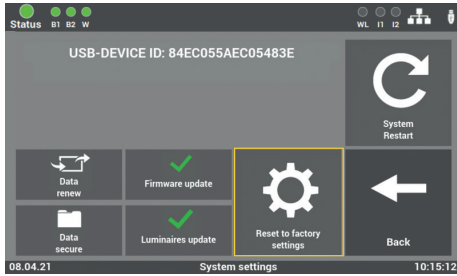 Status B1 B2 W
WL I1 I2
USB-DEVICE ID: 84EC055AEC05483E
System
Restart
Data
renew
Firmware update
Data
secure
Luminaires update
Reset to factory
settings
Back
08.04.21
System settings
10:15:12